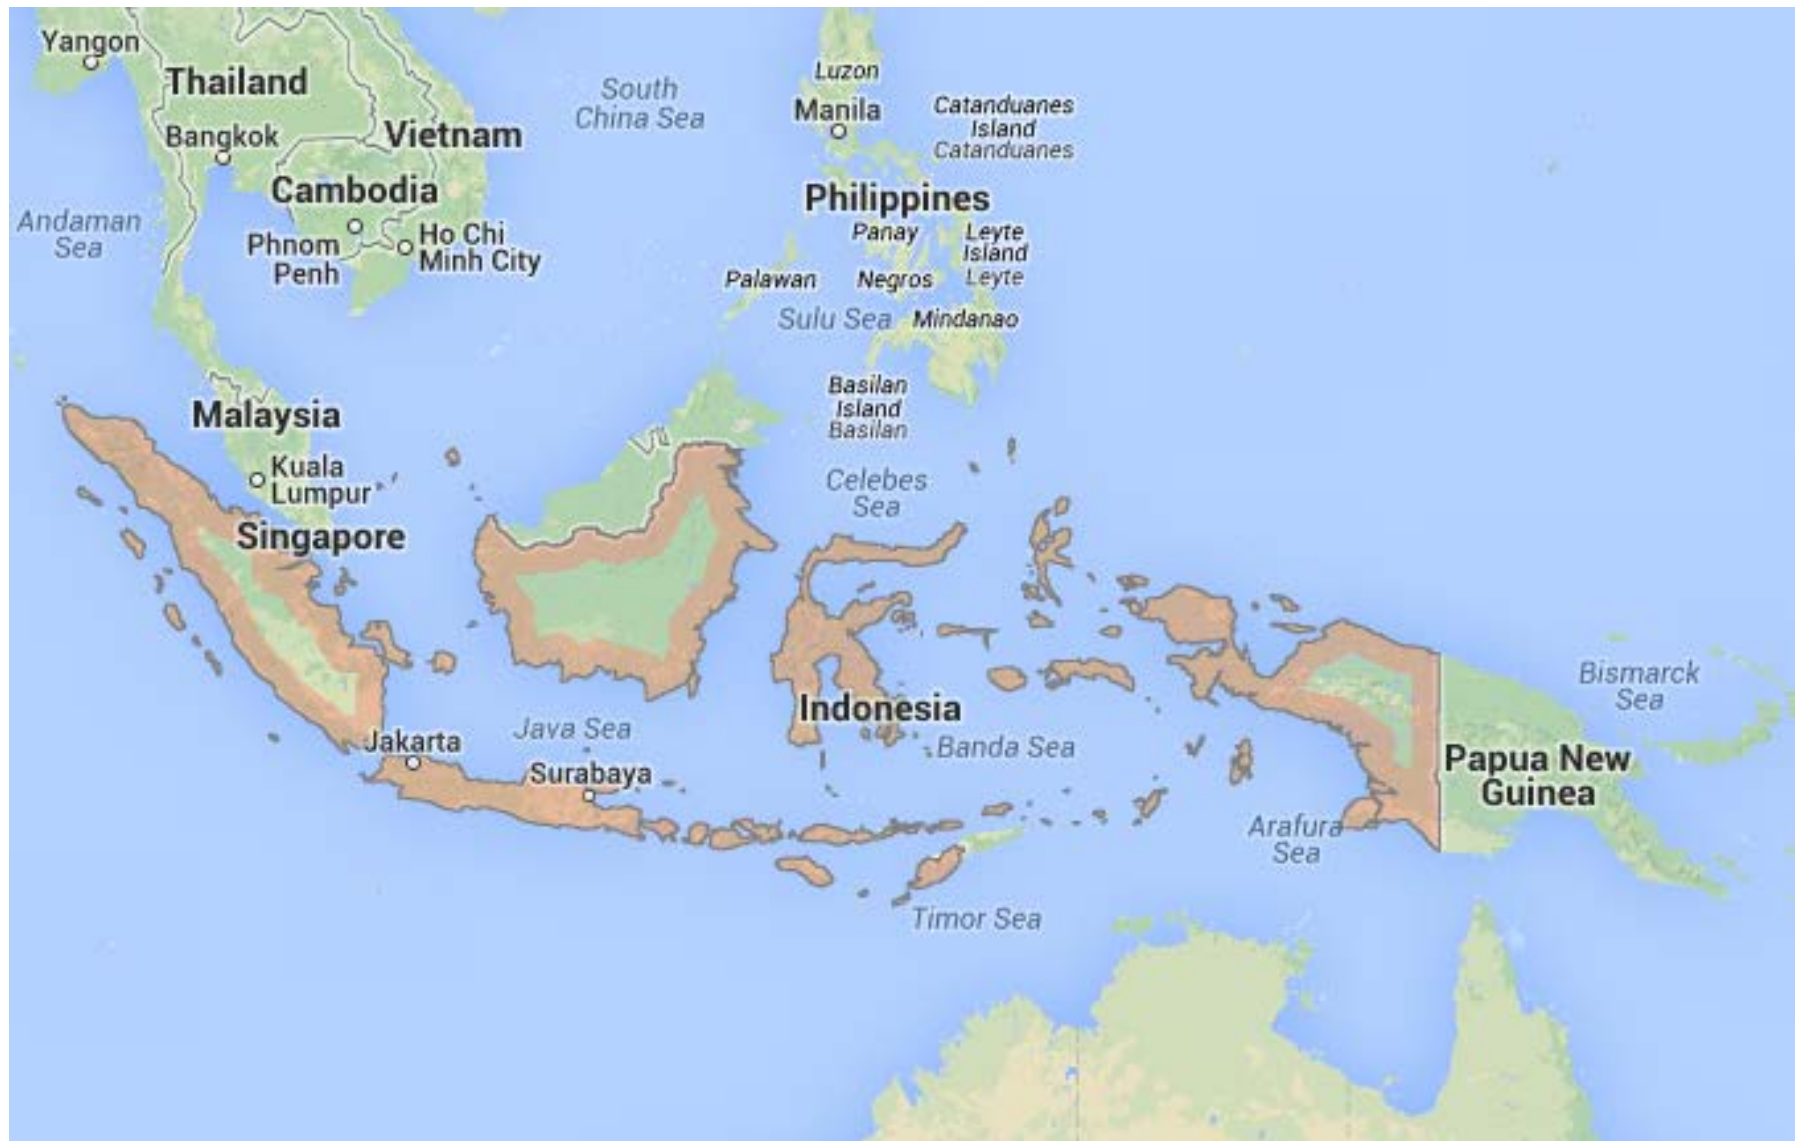 Yangon
Thailand
Bangkok
Vietnam
Cambodia
Andaman
Sea
Phnom
Penh
Ho Chi
Minh City
South
China Sea
Luzon
Manila
Catanduanes
Island
Catanduanes
Philippines
Panay
Leyte
Island
Leyte
Palawan
Negros
Sulu Sea
Mindanao
Basilan
Island
Basilan
Malaysia
Kuala
Lumpur
Singapore
Celebes
Sea
Indonesia
Java Sea
Banda Sea
Jakarta
Surabaya
Bismarck
Sea
Papua New
Guinea
Arafura
Sea
Timor Sea